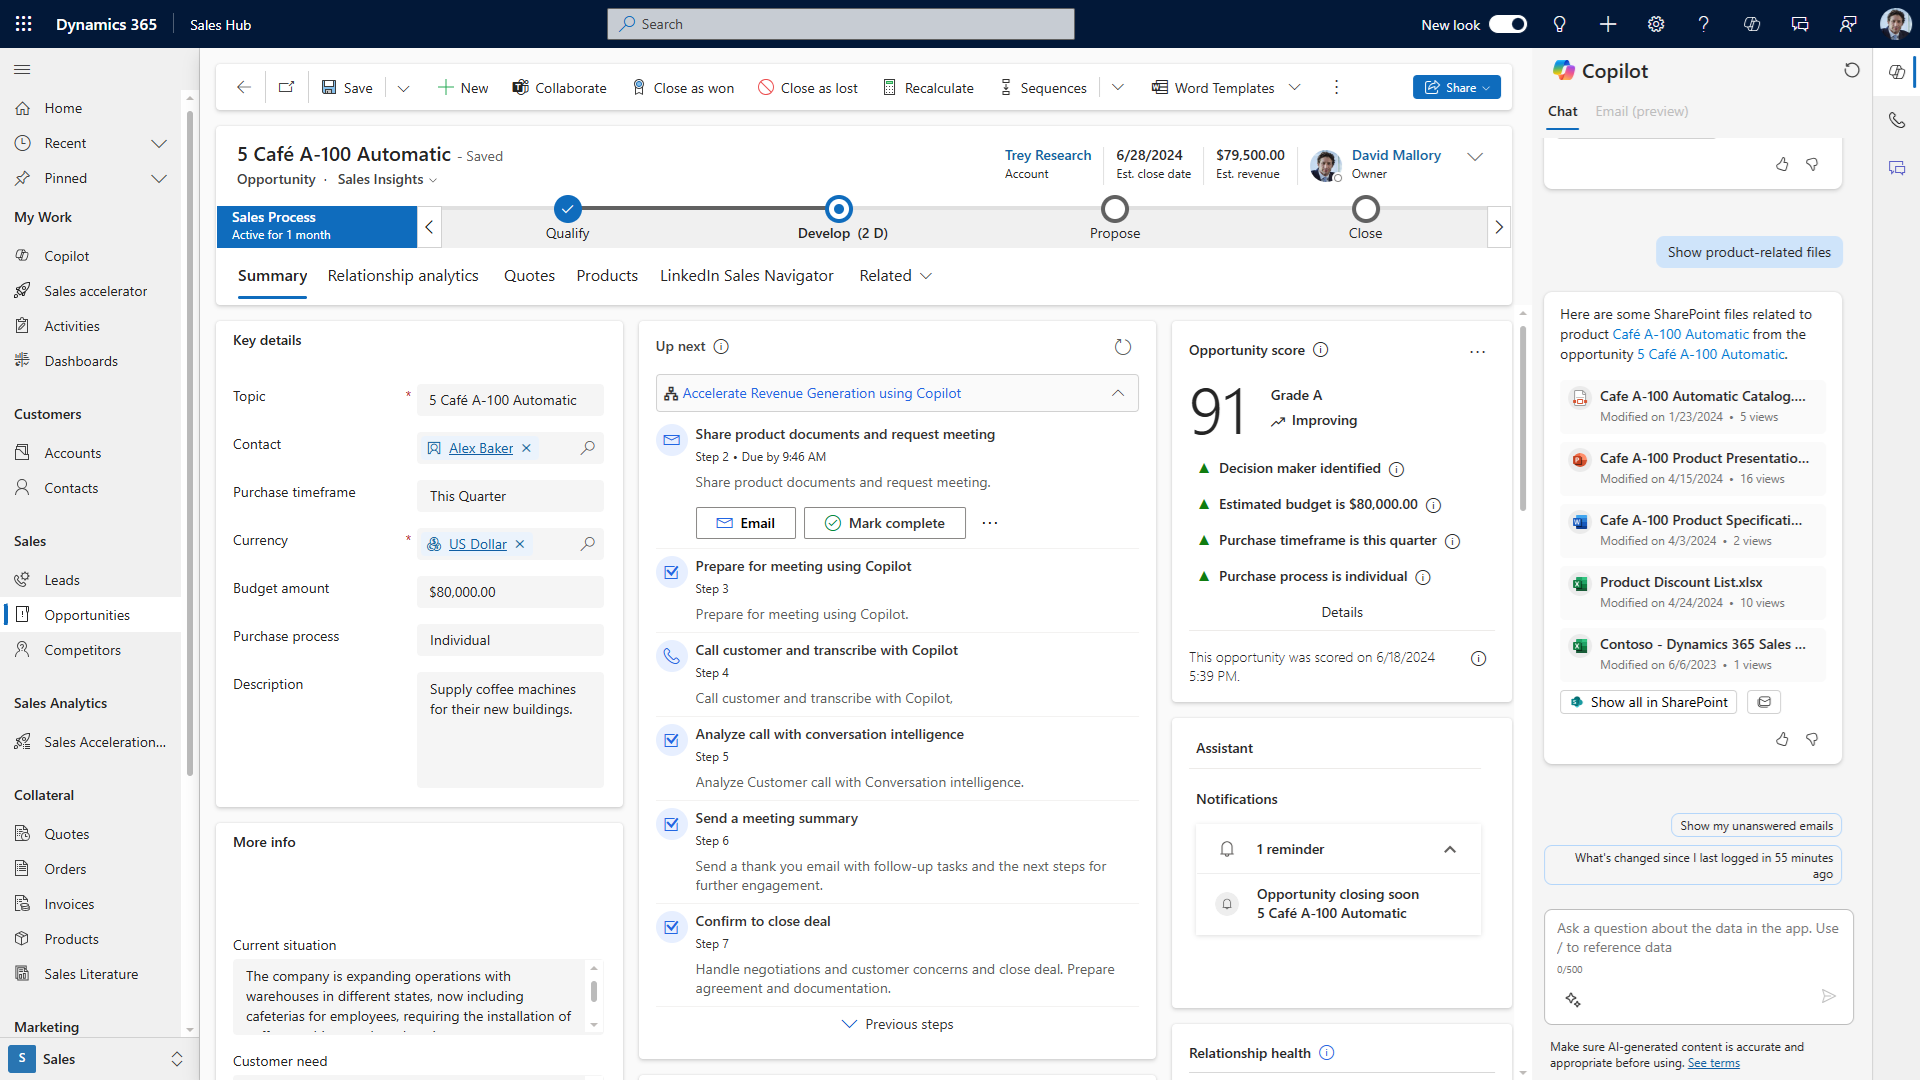 Dynamics 365
Sales Hub
Search
New look
Home
Recent
Pinned
My Work
Copilot
Sales accelerator
Activities
Dashboards
Customers
Accounts
Contacts
Sales
Leads
Opportunities
Competitors
Sales Analytics
Sales Acceleration...
Collateral
Quotes
Orders
Invoices
Products
Sales Literature
Marketing
S Sales
Save
New
Collaborate
Close as won
Close as lost
Recalculate
Sequences
Word Templates
Share
5 Café A-100 Automatic - Saved
Opportunity · Sales Insights
Trey Research
Account
6/28/2024
Est. close date
$79,500.00
Est. revenue
David Mallory
Owner
Sales Process
Active for 1 month
Qualify
Develop (2 D)
Propose
Close
Summary
Relationship analytics
Quotes
Products
LinkedIn Sales Navigator
Related
Key details
Topic * 5 Café A-100 Automatic
Contact Alex Baker
Purchase timeframe This Quarter
Currency * US Dollar
Budget amount $80,000.00
Purchase process Individual
Description Supply coffee machines
for their new buildings.
More info
Current situation
The company is expanding operations with
warehouses in different states, now including
cafeterias for employees, requiring the installation of
Customer need
Up next
Accelerate Revenue Generation using Copilot
Share product documents and request meeting
Step 2 • Due by 9:46 AM
Share product documents and request meeting.
Email
Mark complete
Prepare for meeting using Copilot
Step 3
Prepare for meeting using Copilot.
Call customer and transcribe with Copilot
Step 4
Call customer and transcribe with Copilot,
Analyze call with conversation intelligence
Step 5
Analyze Customer call with Conversation intelligence.
Send a meeting summary
Step 6
Send a thank you email with follow-up tasks and the next steps for
further engagement.
Confirm to close deal
Step 7
Handle negotiations and customer concerns and close deal. Prepare
agreement and documentation.
Previous steps
Opportunity score
91
Grade A
Improving
Decision maker identified
Estimated budget is $80,000.00
Purchase timeframe is this quarter
Purchase process is individual
Details
This opportunity was scored on 6/18/2024
5:39 PM.
Assistant
Notifications
1 reminder
Opportunity closing soon
5 Café A-100 Automatic
Relationship health
Copilot
Chat
Email (preview)
Show product-related files
Here are some SharePoint files related to
product Café A-100 Automatic from the
opportunity 5 Café A-100 Automatic.
Cafe A-100 Automatic Catalog....
Modified on 1/23/2024 • 5 views
Cafe A-100 Product Presentatio...
Modified on 4/15/2024 • 16 views
Cafe A-100 Product Specificati...
Modified on 4/3/2024 • 2 views
Product Discount List.xlsx
Modified on 4/24/2024 • 10 views
Contoso - Dynamics 365 Sales ...
Modified on 6/6/2023 • 1 views
Show all in SharePoint
Show my unanswered emails
What's changed since I last logged in 55 minutes
ago
Ask a question about the data in the app. Use
/ to reference data
0/500
Make sure AI-generated content is accurate and
appropriate before using. See terms